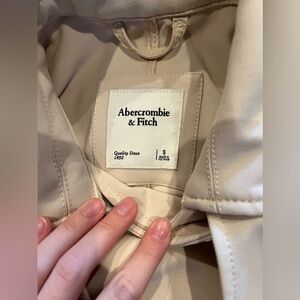 Abercrombie
& Fitch
Quality Since
1892
S